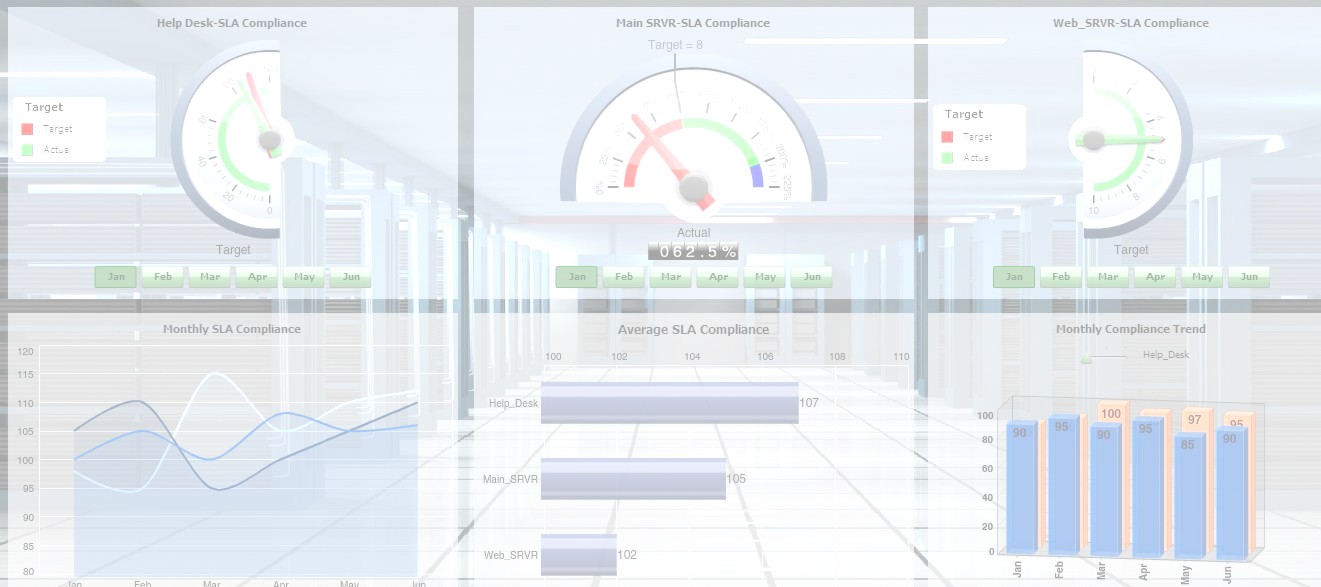 Help Desk-SLA Compliance
Target
Target
Actual
60
40
20
0
Target
Jan Feb Mar Apr May Jun
Main SRVR-SLA Compliance
Target = 8
0%
25%
200%
225%
Actual
062.5%
Jan Feb Mar Apr May Jun
Web_SRVR-SLA Compliance
Target
Target
Actual
4
6
8
10
Target
Jan Feb Mar Apr May Jun
Monthly SLA Compliance
120
115
110
105
100
95
90
85
80
Jan Feb Mar Apr May Jun
Average SLA Compliance
100 102 104 106 108 110
Help_Desk 107
Main_SRVR 105
Web_SRVR 102
Monthly Compliance Trend
Help_Desk
100
80
60
40
20
0
100 97 95
90 95 90 95 85 90
Jan Feb Mar Apr May Jun